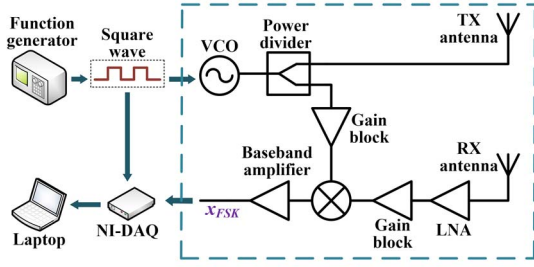 Function
generator
Square
wave
VCO
Power
divider
TX
antenna
Gain
block
RX
antenna
Baseband
amplifier
x_FSK
Gain
block
LNA
Laptop
NI-DAQ